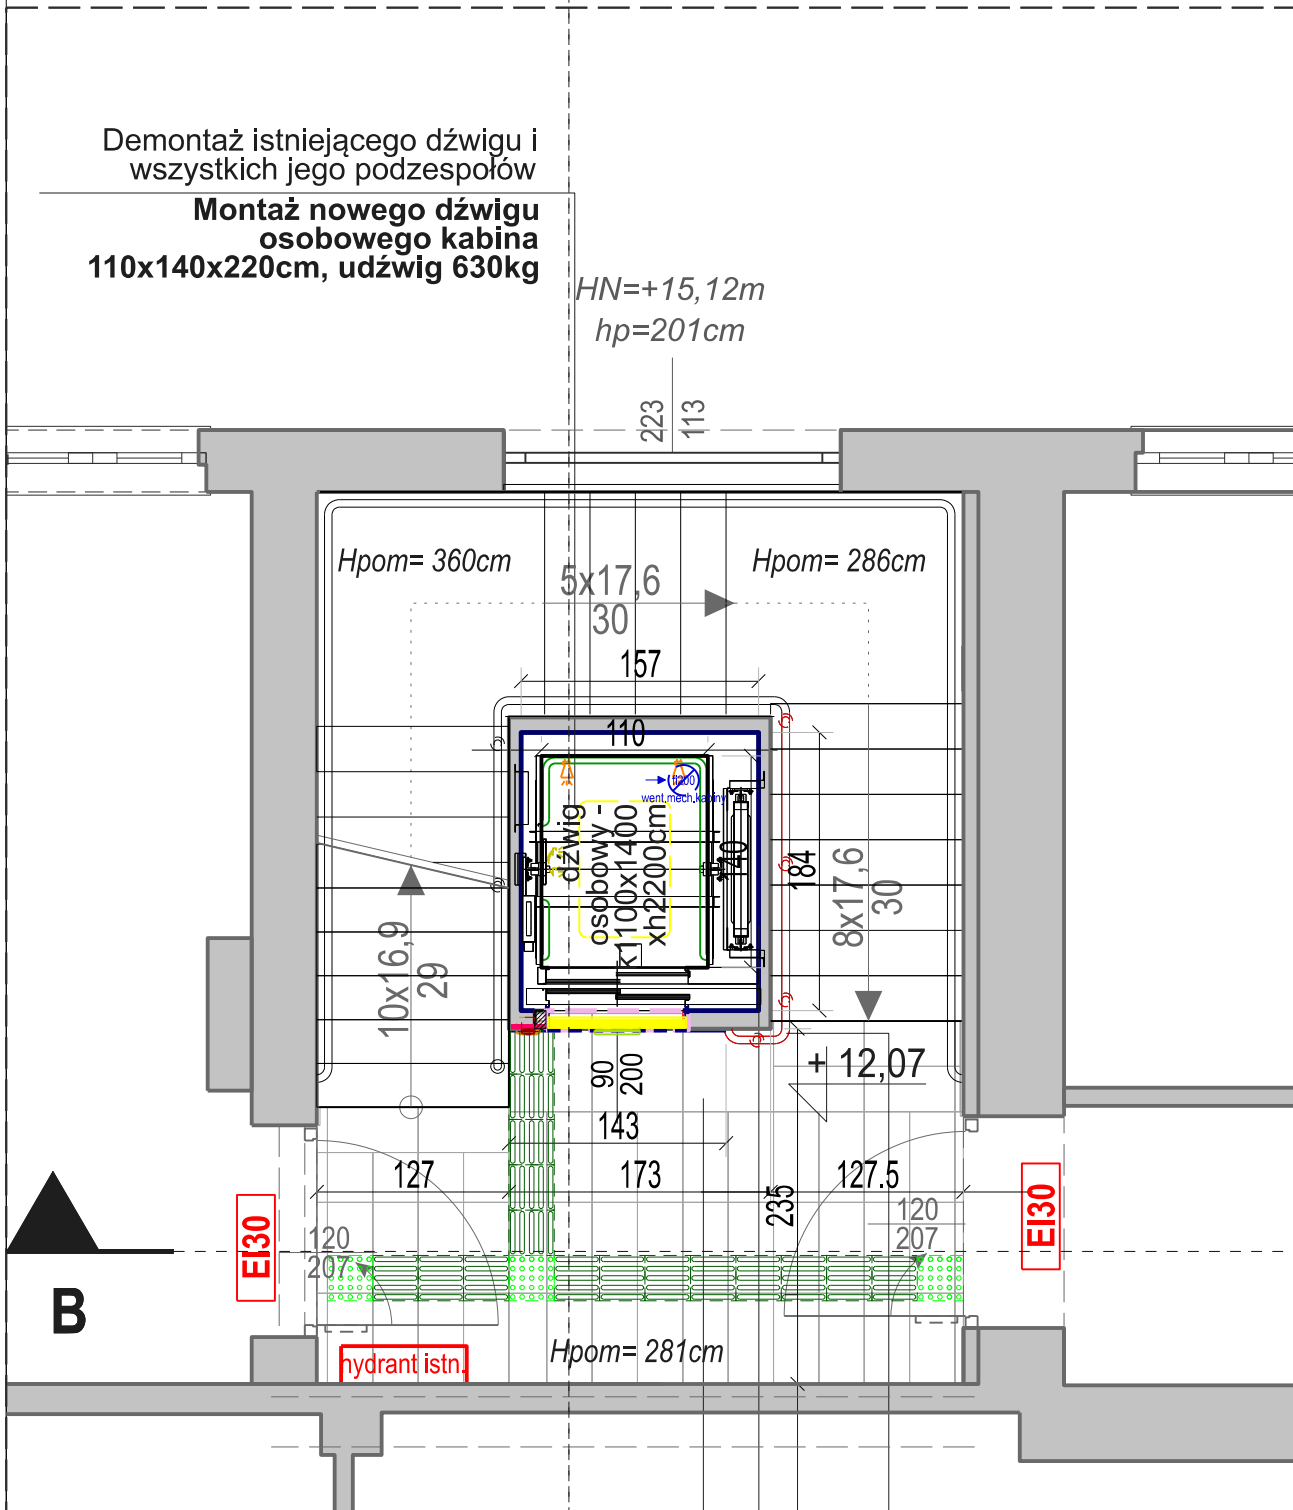 Demontaż istniejącego dźwigu i
wszystkich jego podzespołów
Montaż nowego dźwigu
osobowego kabina
110x140x220cm, udźwig 630kg
HN=+15,12m
hp=201cm
223
113
Hpom= 360cm
Hpom= 286cm
5x17,6
30
157
110
fi200
went.mech.kabiny
dźwig
osobowy -
x1100x1400
xh2200cm
140
184
8x17,6
30
10x16,9
29
90
200
+ 12,07
143
127
173
127.5
235
EI30
120
207
120
207
EI30
B
hydrant istn.
Hpom= 281cm